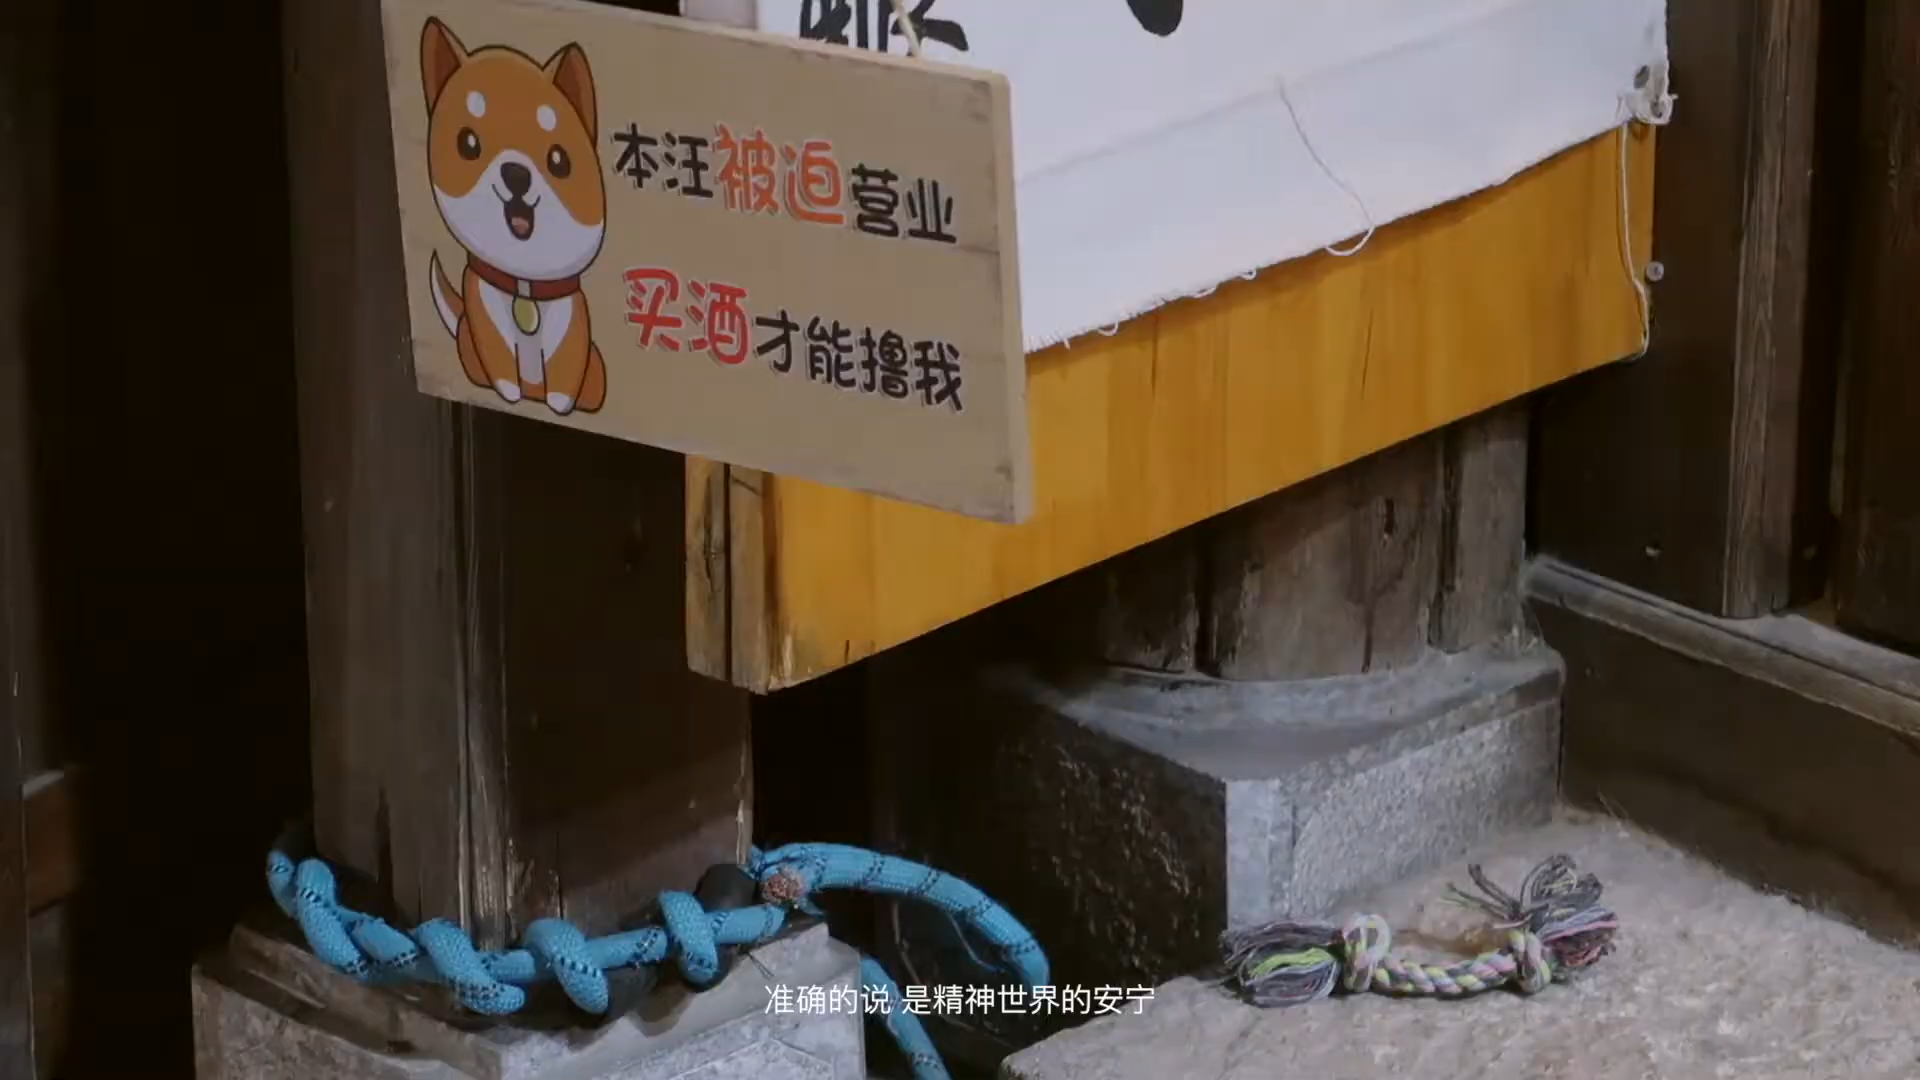 本汪被迫营业
买酒才能撸我
准确的说 是精神世界的安宁